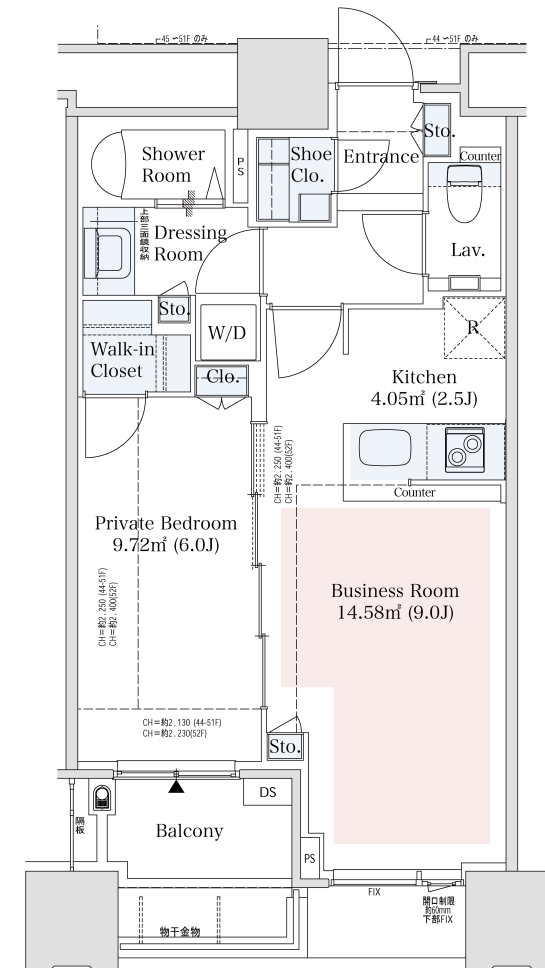 45〜51F のみ
44〜51F のみ
Sto.
Shower
Room
PS
Shoe
Clo.
Entrance
Counter
上部三面鏡収納
Dressing
Room
Lav.
Sto.
W/D
R
Walk-in
Closet
Clo.
Kitchen
4.05㎡ (2.5J)
CH=約2.250 (44-51F)
CH=約2.400(52F)
Counter
Private Bedroom
9.72㎡ (6.0J)
Business Room
14.58㎡ (9.0J)
CH=約2.250 (44-51F)
CH=約2.400(52F)
CH=約2.130 (44-51F)
CH=約2.230(52F)
Sto.
DS
隔板
Balcony
PS
FIX
開口制限
約60mm
下部FIX
物干金物